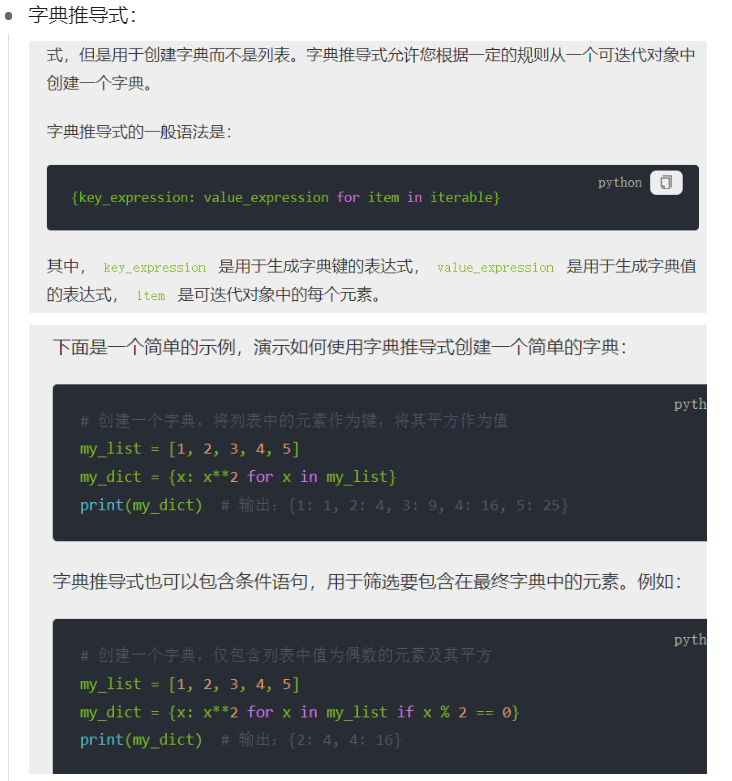 字典推导式：
式，但是用于创建字典而不是列表。字典推导式允许您根据一定的规则从一个可迭代对象中
创建一个字典。
字典推导式的一般语法是：
python
{key_expression: value_expression for item in iterable}
其中， key_expression 是用于生成字典键的表达式， value_expression 是用于生成字典值
的表达式， item 是可迭代对象中的每个元素。
下面是一个简单的示例，演示如何使用字典推导式创建一个简单的字典：
pyth
# 创建一个字典，将列表中的元素作为键，将其平方作为值
my_list = [1, 2, 3, 4, 5]
my_dict = {x: x**2 for x in my_list}
print(my_dict)  # 输出：{1: 1, 2: 4, 3: 9, 4: 16, 5: 25}
字典推导式也可以包含条件语句，用于筛选要包含在最终字典中的元素。例如：
pyth
# 创建一个字典，仅包含列表中值为偶数的元素及其平方
my_list = [1, 2, 3, 4, 5]
my_dict = {x: x**2 for x in my_list if x % 2 == 0}
print(my_dict)  # 输出：{2: 4, 4: 16}